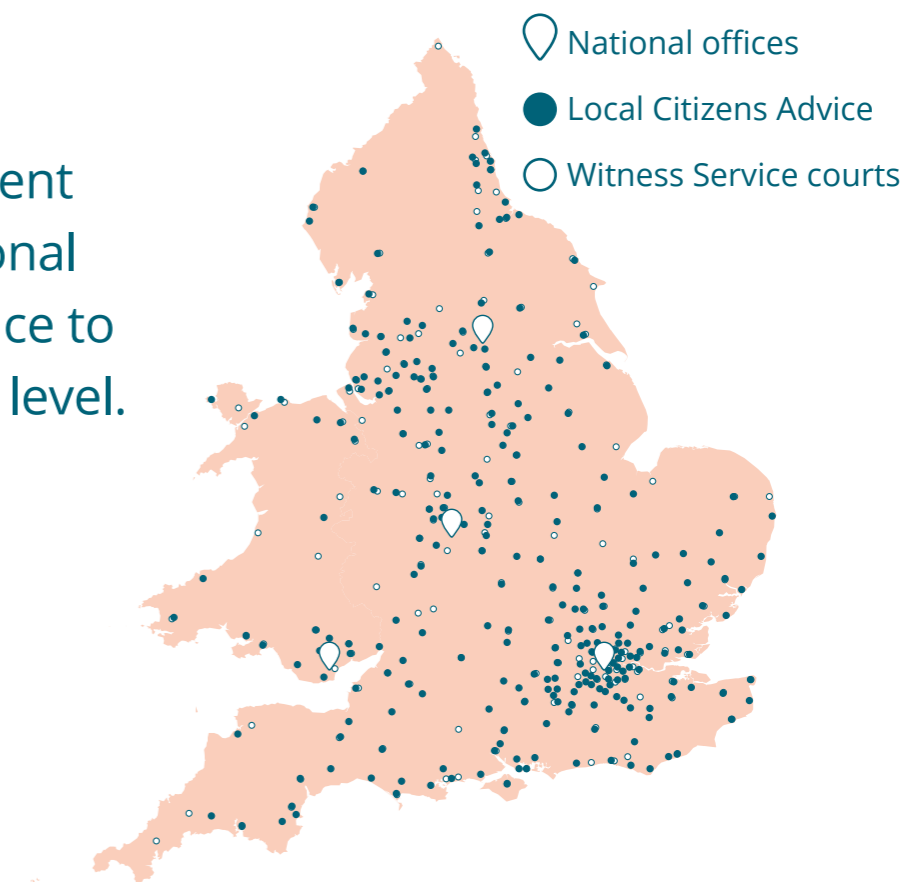 National offices
Local Citizens Advice
Witness Service courts
ent
onal
ce to
level.